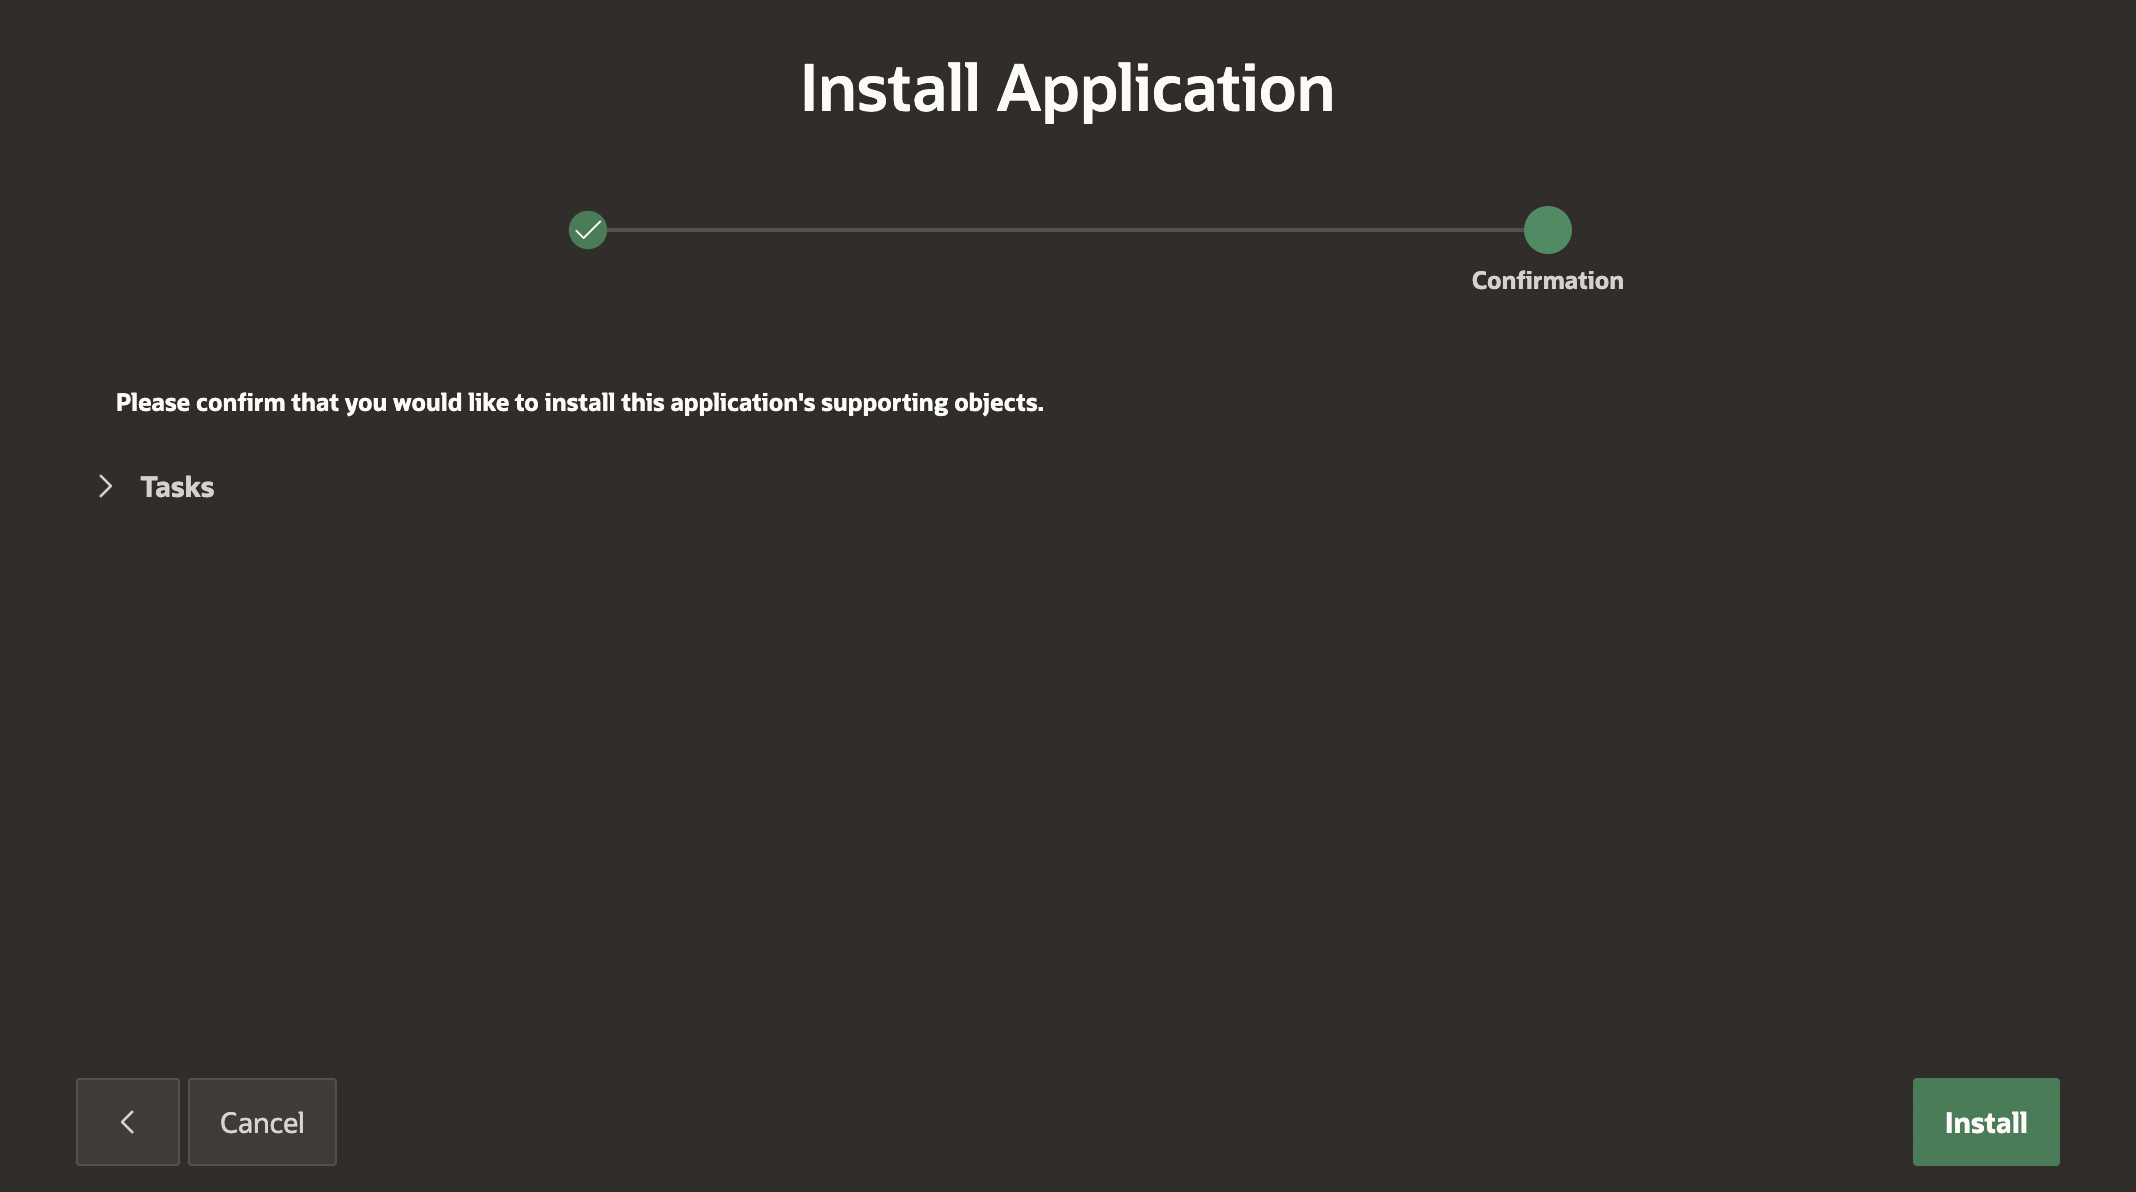 Install Application
Confirmation
Please confirm that you would like to install this application's supporting objects.
Tasks
Cancel
Install